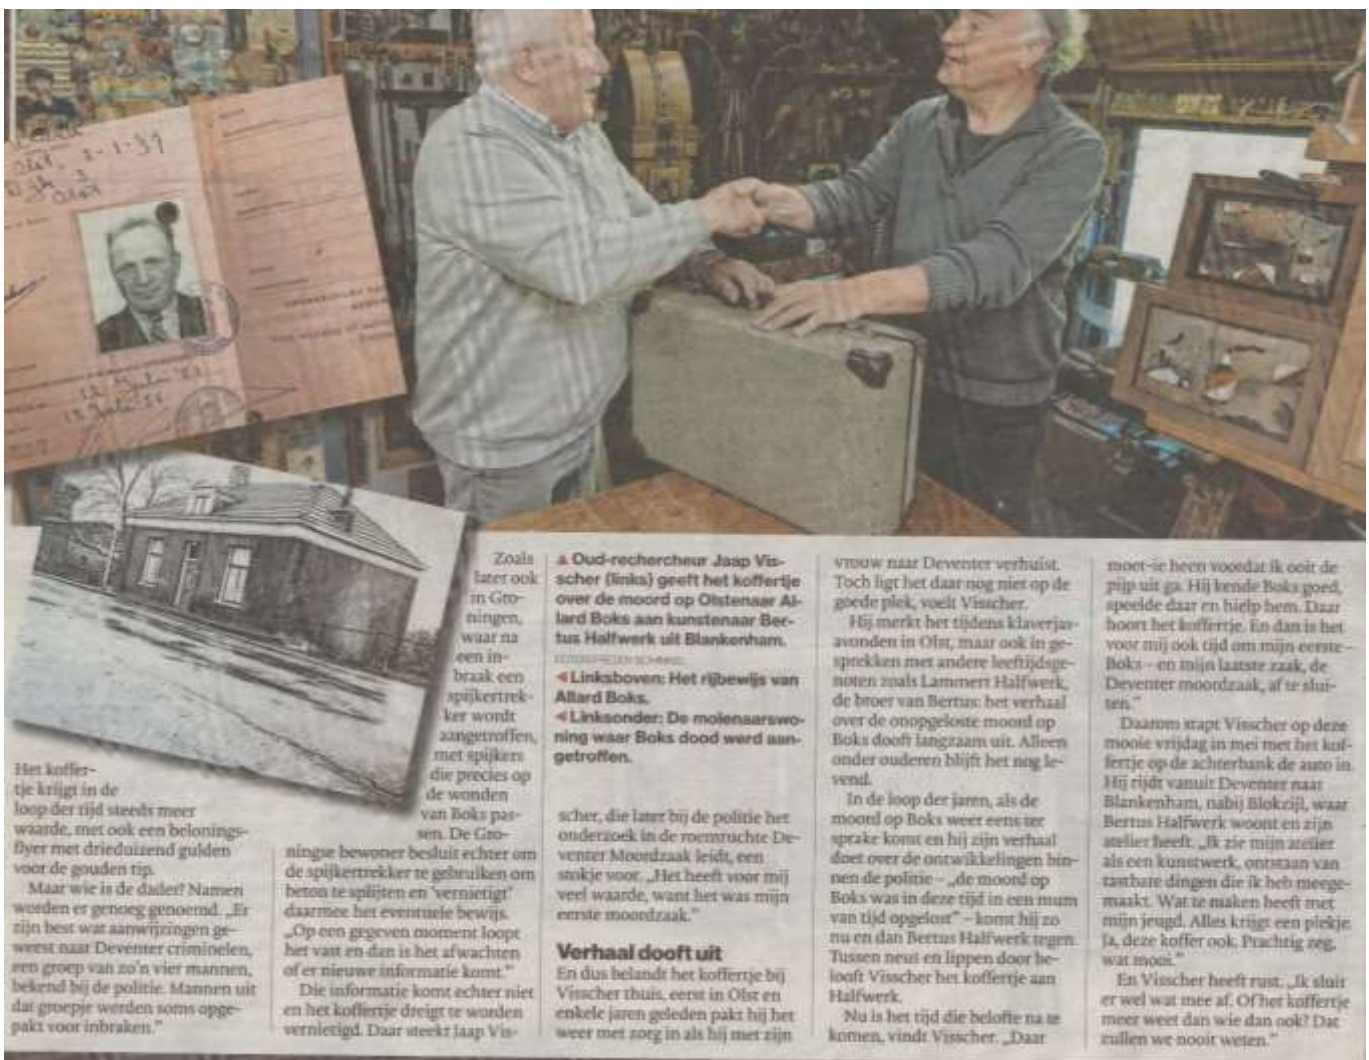 1-1-39
Olst
12 Juli
12 Juli 56
Zoals
later ook
in Gro-
ningen,
waar na
een in-
braak een
spijkertrek-
ker wordt
aangetroffen,
met spijkers
die precies op
de wonden
van Boks pas-
sen. De Gro-
Het koffer-
tje krijgt in de
loop der tijd steeds meer
waarde, met ook een belonings-
flyer met drieduizend gulden
voor de gouden tip.
Maar wie is de dader? Namen
worden er genoeg genoemd. „Er
zijn best wat aanwijzingen ge-
weest naar Deventer criminelen,
een groep van zo'n vier mannen,
bekend bij de politie. Mannen uit
dat groepje werden soms opge-
pakt voor inbraken.”
ningse bewoner besluit echter om
de spijkertrekker te gebruiken om
beton te splijten en 'vernietigt'
daarmee het eventuele bewijs.
„Op een gegeven moment loopt
het vast en dan is het afwachten
of er nieuwe informatie komt.”
Die informatie komt echter niet
en het koffertje dreigt te worden
vernietigd. Daar steekt Jaap Vis-
▲ Oud-rechercheur Jaap Vis-
scher (links) geeft het koffertje
over de moord op Olstenaar Al-
lard Boks aan kunstenaar Ber-
tus Halfwerk uit Blankenham.
◀ Linksboven: Het rijbewijs van
Allard Boks.
◀ Linksonder: De molenaarswo-
ning waar Boks dood werd aan-
getroffen.
scher, die later bij de politie het
onderzoek in de roemruchte De-
venter Moordzaak leidt, een
stokje voor. „Het heeft voor mij
veel waarde, want het was mijn
eerste moordzaak.”
Verhaal dooft uit
En dus belandt het koffertje bij
Visscher thuis, eerst in Olst en
enkele jaren geleden pakt hij het
weer met zorg in als hij met zijn
vrouw naar Deventer verhuist.
Toch ligt het daar nog niet op de
goede plek, voelt Visscher.
Hij merkt het tijdens klaverjas-
avonden in Olst, maar ook in ge-
sprekken met andere leeftijdsge-
noten zoals Lammert Halfwerk,
de broer van Bertus: het verhaal
over de onopgeloste moord op
Boks dooft langzaam uit. Alleen
onder ouderen blijft het nog le-
vend.
In de loop der jaren, als de
moord op Boks weer eens ter
sprake komt en hij zijn verhaal
doet over de ontwikkelingen bin-
nen de politie – „de moord op
Boks was in deze tijd in een mum
van tijd opgelost” – komt hij zo
nu en dan Bertus Halfwerk tegen.
Tussen neus en lippen door be-
looft Visscher het koffertje aan
Halfwerk.
Nu is het tijd die belofte na te
komen, vindt Visscher. „Daar
moet-ie heen voordat ik ooit de
pijp uit ga. Hij kende Boks goed,
speelde daar en hielp hem. Daar
hoort het koffertje. En dan is het
voor mij ook tijd om mijn eerste –
Boks – en mijn laatste zaak, de
Deventer moordzaak, af te slui-
ten.”
Daarom stapt Visscher op deze
mooie vrijdag in mei met het kof-
fertje op de achterbank de auto in.
Hij rijdt vanuit Deventer naar
Blankenham, nabij Blokzijl, waar
Bertus Halfwerk woont en zijn
atelier heeft. „Ik zie mijn atelier
als een kunstwerk, ontstaan van
tastbare dingen die ik heb meege-
maakt. Wat te maken heeft met
mijn jeugd. Alles krijgt een plekje.
Ja, deze koffer ook. Prachtig zeg,
wat mooi.”
En Visscher heeft rust. „Ik sluit
er wel wat mee af. Of het koffertje
meer weet dan wie dan ook? Dat
zullen we nooit weten.”